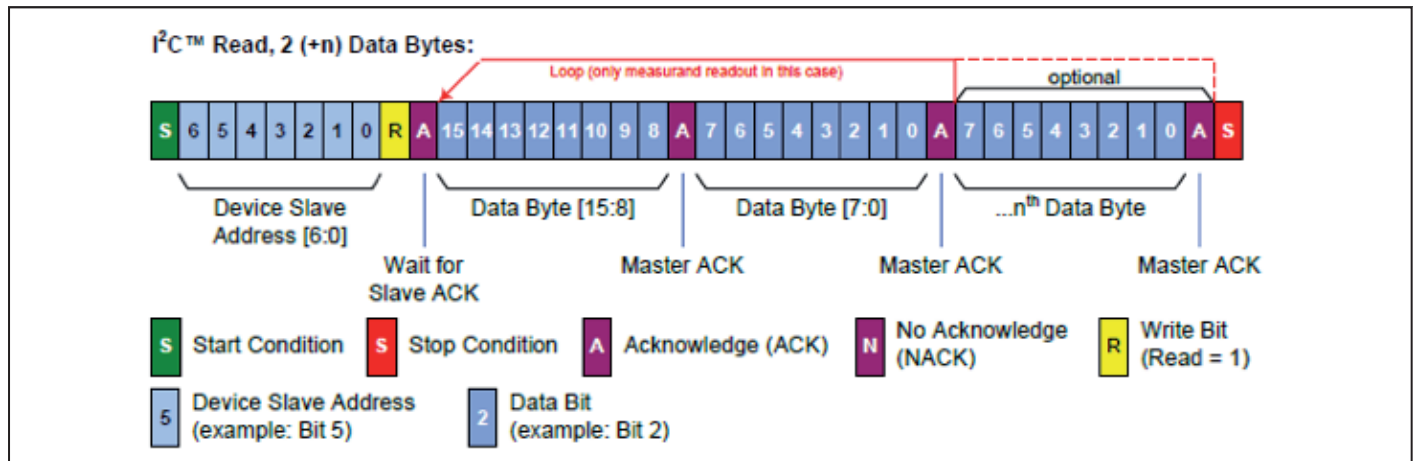 I²C™ Read, 2 (+n) Data Bytes:
Loop (only measurand readout in this case)
optional
S 6 5 4 3 2 1 0 R A 15 14 13 12 11 10 9 8 A 7 6 5 4 3 2 1 0 A 7 6 5 4 3 2 1 0 A S
Device Slave
Address [6:0]
Data Byte [15:8]
Data Byte [7:0]
...nth Data Byte
Wait for
Slave ACK
Master ACK
Master ACK
Master ACK
S Start Condition
S Stop Condition
A Acknowledge (ACK)
N No Acknowledge
(NACK)
R Write Bit
(Read = 1)
5 Device Slave Address
(example: Bit 5)
2 Data Bit
(example: Bit 2)